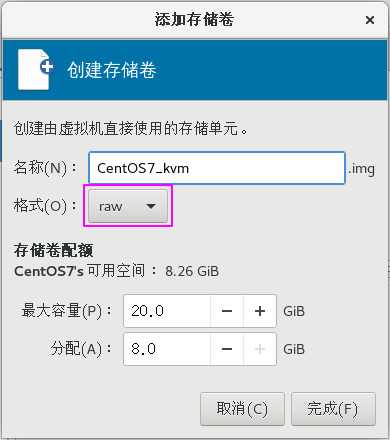 添加存储卷
创建存储卷
创建由虚拟机直接使用的存储单元。
名称(N)： CentOS7_kvm .img
格式(O)： raw
存储卷配额
CentOS7's 可用空间： 8.26 GiB
最大容量(P)： 20.0 − + GiB
分配(A)： 8.0 − + GiB
取消(C) 完成(F)